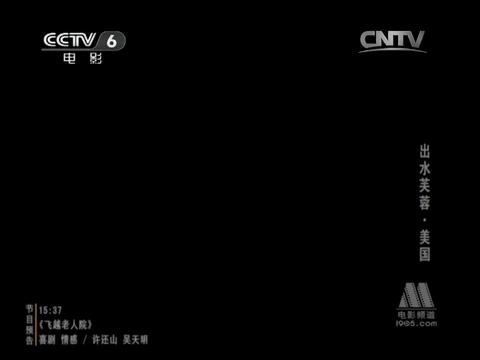 CCTV 6
电影
CNTV
出水芙蓉·美国
电影频道
1905.com
节目预告
15:37
《飞越老人院》
喜剧 情感 / 许还山 吴天明